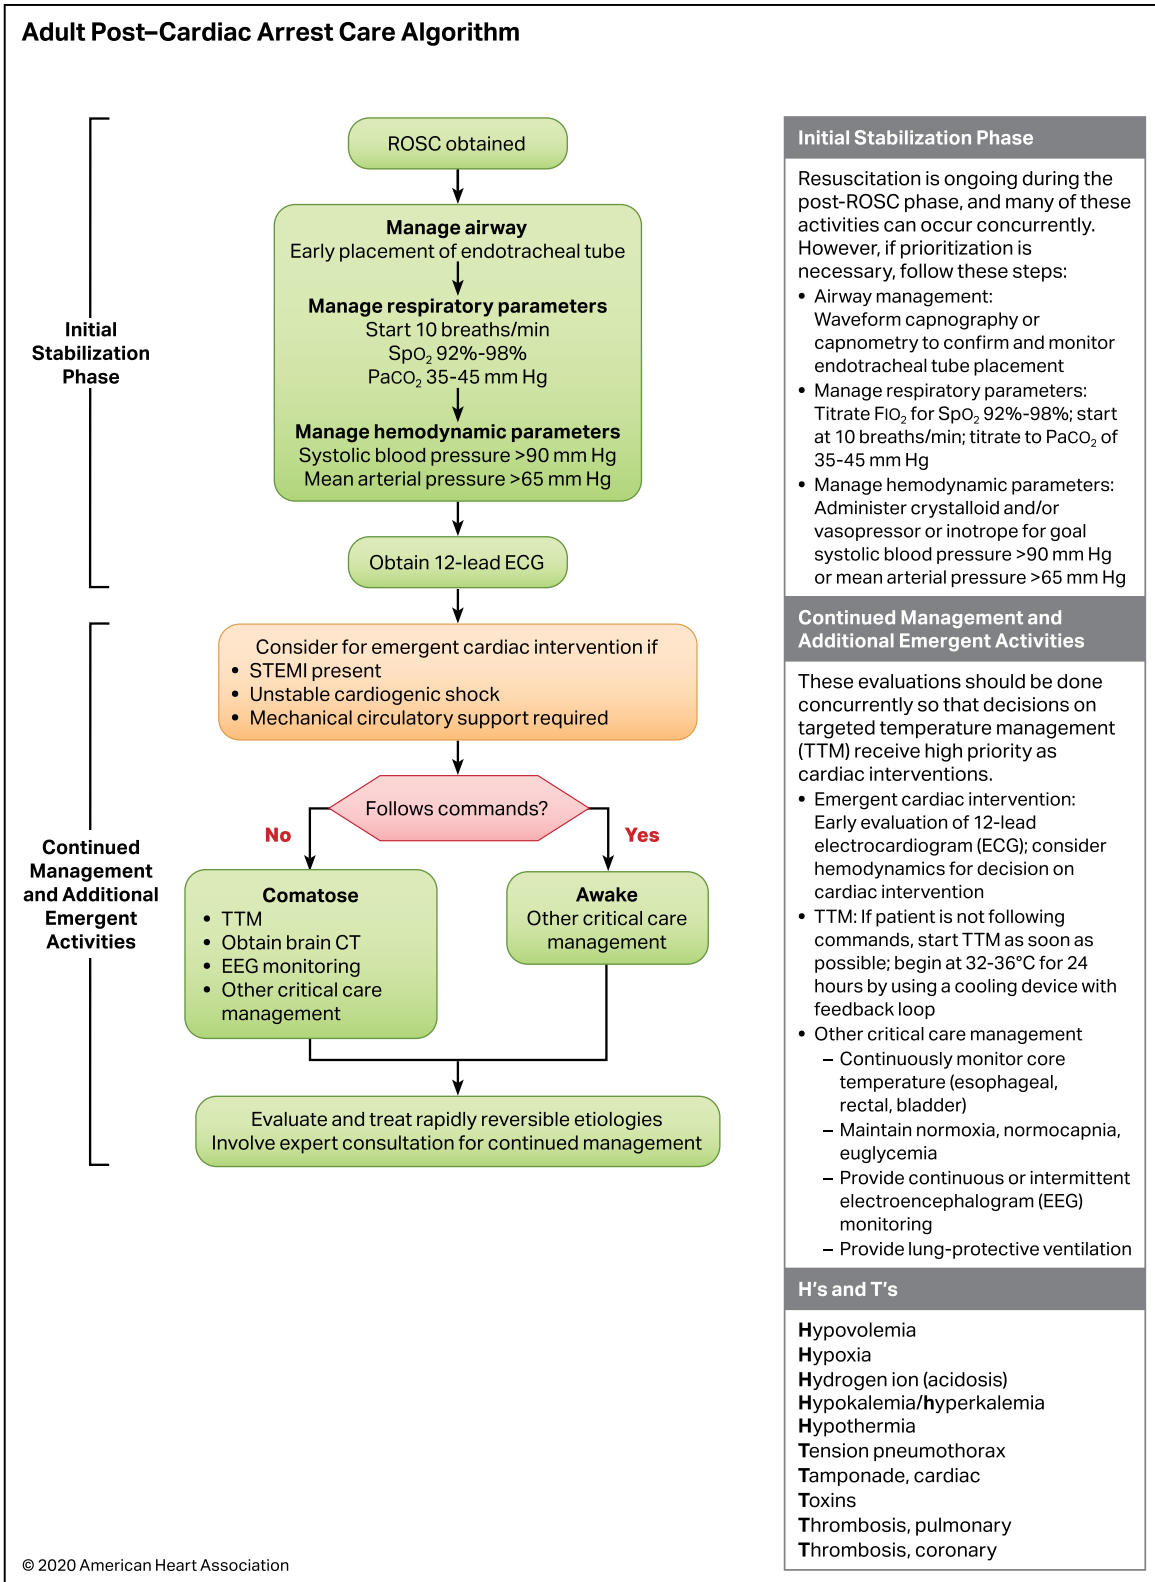 Adult Post–Cardiac Arrest Care Algorithm
Initial
Stabilization
Phase
ROSC obtained
Manage airway
Early placement of endotracheal tube
Manage respiratory parameters
Start 10 breaths/min
SpO₂ 92%-98%
PaCO₂ 35-45 mm Hg
Manage hemodynamic parameters
Systolic blood pressure >90 mm Hg
Mean arterial pressure >65 mm Hg
Obtain 12-lead ECG
Continued
Management
and Additional
Emergent
Activities
Consider for emergent cardiac intervention if
• STEMI present
• Unstable cardiogenic shock
• Mechanical circulatory support required
Follows commands?
No
Yes
Comatose
• TTM
• Obtain brain CT
• EEG monitoring
• Other critical care
management
Awake
Other critical care
management
Evaluate and treat rapidly reversible etiologies
Involve expert consultation for continued management
Initial Stabilization Phase
Resuscitation is ongoing during the
post-ROSC phase, and many of these
activities can occur concurrently.
However, if prioritization is
necessary, follow these steps:
• Airway management:
Waveform capnography or
capnometry to confirm and monitor
endotracheal tube placement
• Manage respiratory parameters:
Titrate FIO₂ for SpO₂ 92%-98%; start
at 10 breaths/min; titrate to PaCO₂ of
35-45 mm Hg
• Manage hemodynamic parameters:
Administer crystalloid and/or
vasopressor or inotrope for goal
systolic blood pressure >90 mm Hg
or mean arterial pressure >65 mm Hg
Continued Management and
Additional Emergent Activities
These evaluations should be done
concurrently so that decisions on
targeted temperature management
(TTM) receive high priority as
cardiac interventions.
• Emergent cardiac intervention:
Early evaluation of 12-lead
electrocardiogram (ECG); consider
hemodynamics for decision on
cardiac intervention
• TTM: If patient is not following
commands, start TTM as soon as
possible; begin at 32-36°C for 24
hours by using a cooling device with
feedback loop
• Other critical care management
– Continuously monitor core
temperature (esophageal,
rectal, bladder)
– Maintain normoxia, normocapnia,
euglycemia
– Provide continuous or intermittent
electroencephalogram (EEG)
monitoring
– Provide lung-protective ventilation
H's and T's
Hypovolemia
Hypoxia
Hydrogen ion (acidosis)
Hypokalemia/hyperkalemia
Hypothermia
Tension pneumothorax
Tamponade, cardiac
Toxins
Thrombosis, pulmonary
Thrombosis, coronary
© 2020 American Heart Association